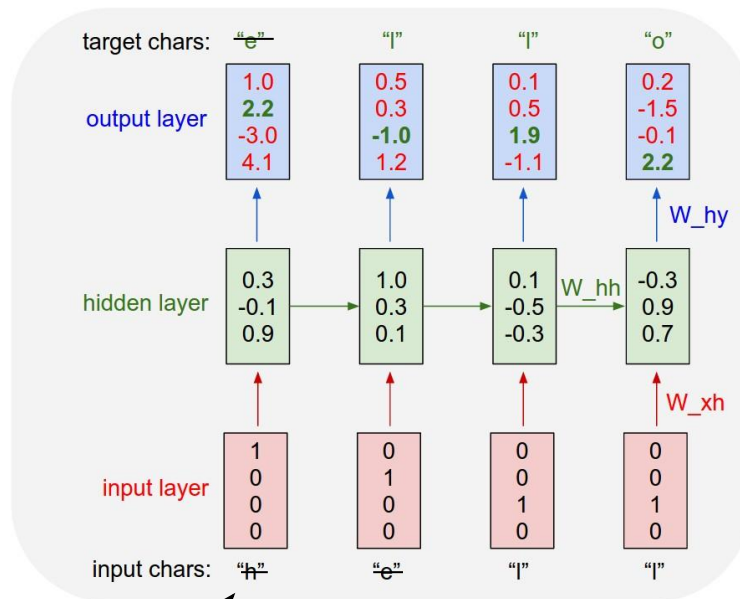 target chars: “e” “l” “l” “o”
1.0 0.5 0.1 0.2
2.2 0.3 0.5 -1.5
output layer
-3.0 -1.0 1.9 -0.1
4.1 1.2 -1.1 2.2
W_hy
0.3 1.0 0.1 -0.3
hidden layer -0.1 0.3 -0.5 W_hh 0.9
0.9 0.1 -0.3 0.7
W_xh
1 0 0 0
0 1 0 0
input layer
0 0 1 1
0 0 0 0
input chars: “h” “e” “l” “l”